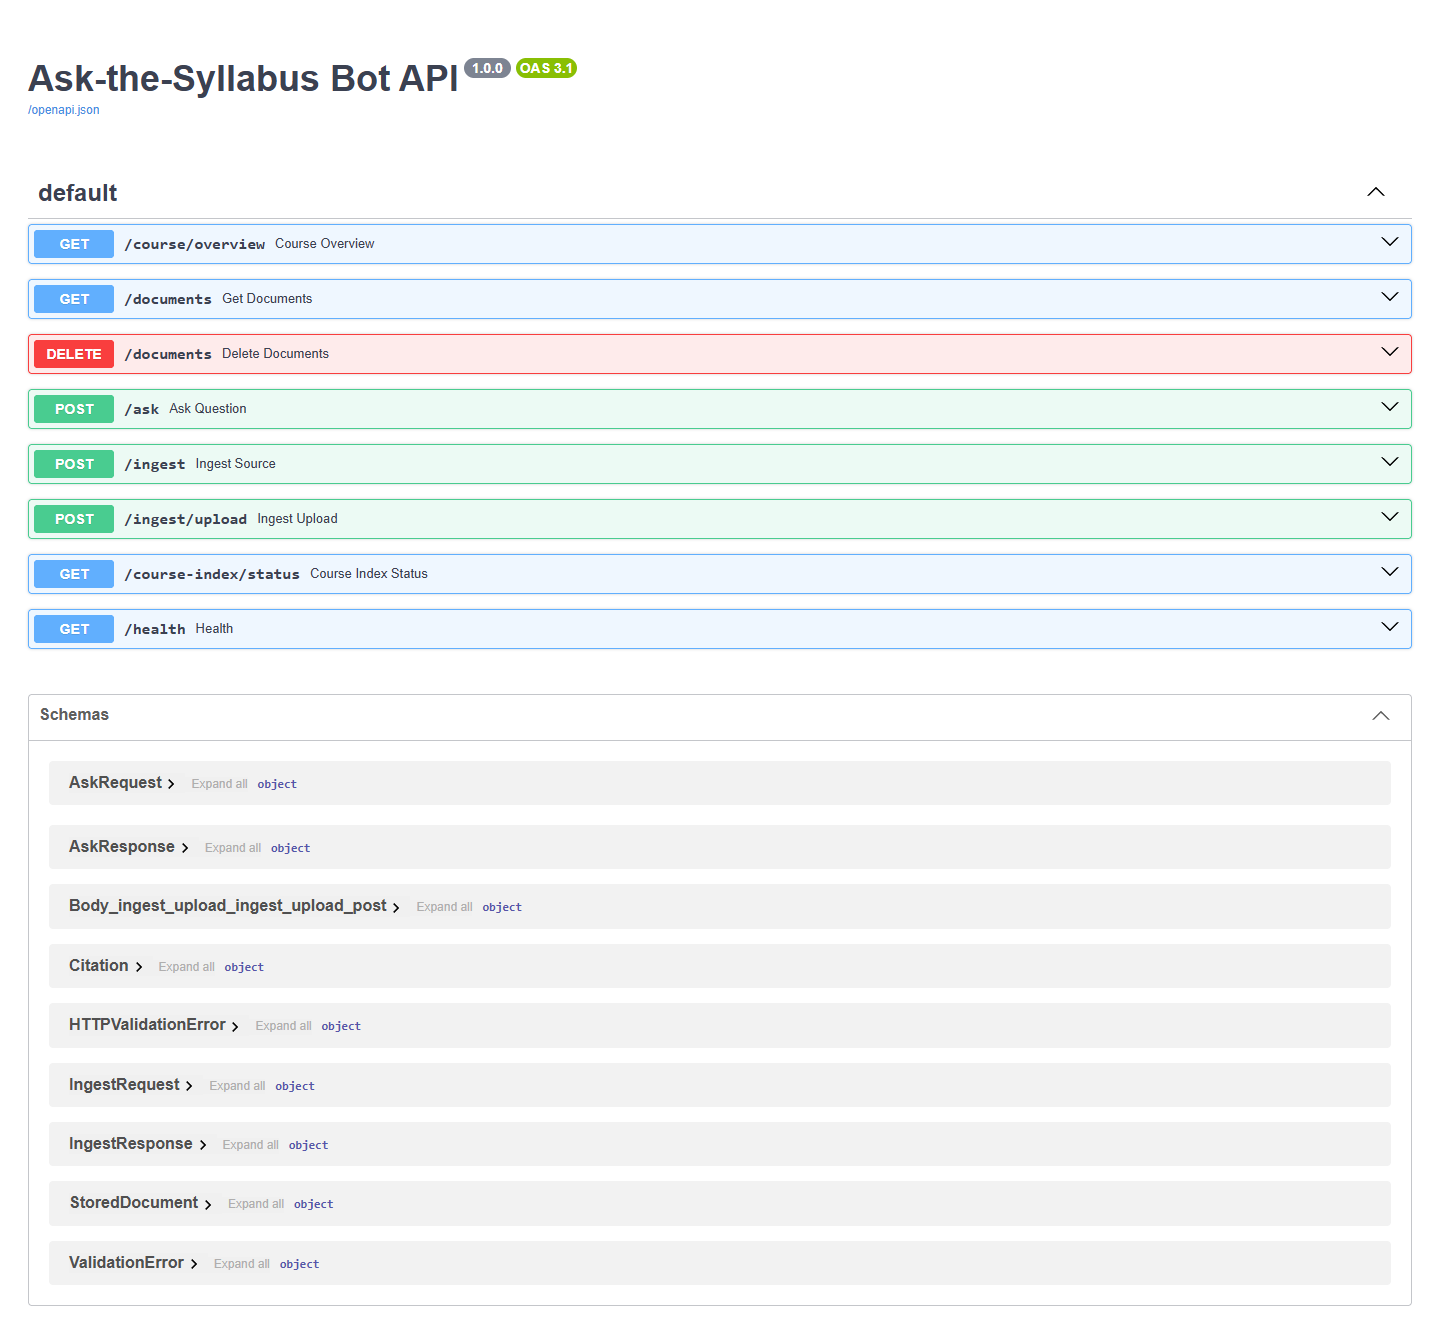 Ask-the-Syllabus Bot API 1.0.0 OAS 3.1
/openapi.json
default
GET /course/overview Course Overview
GET /documents Get Documents
DELETE /documents Delete Documents
POST /ask Ask Question
POST /ingest Ingest Source
POST /ingest/upload Ingest Upload
GET /course-index/status Course Index Status
GET /health Health
Schemas
AskRequest Expand all object
AskResponse Expand all object
Body_ingest_upload_ingest_upload_post Expand all object
Citation Expand all object
HTTPValidationError Expand all object
IngestRequest Expand all object
IngestResponse Expand all object
StoredDocument Expand all object
ValidationError Expand all object